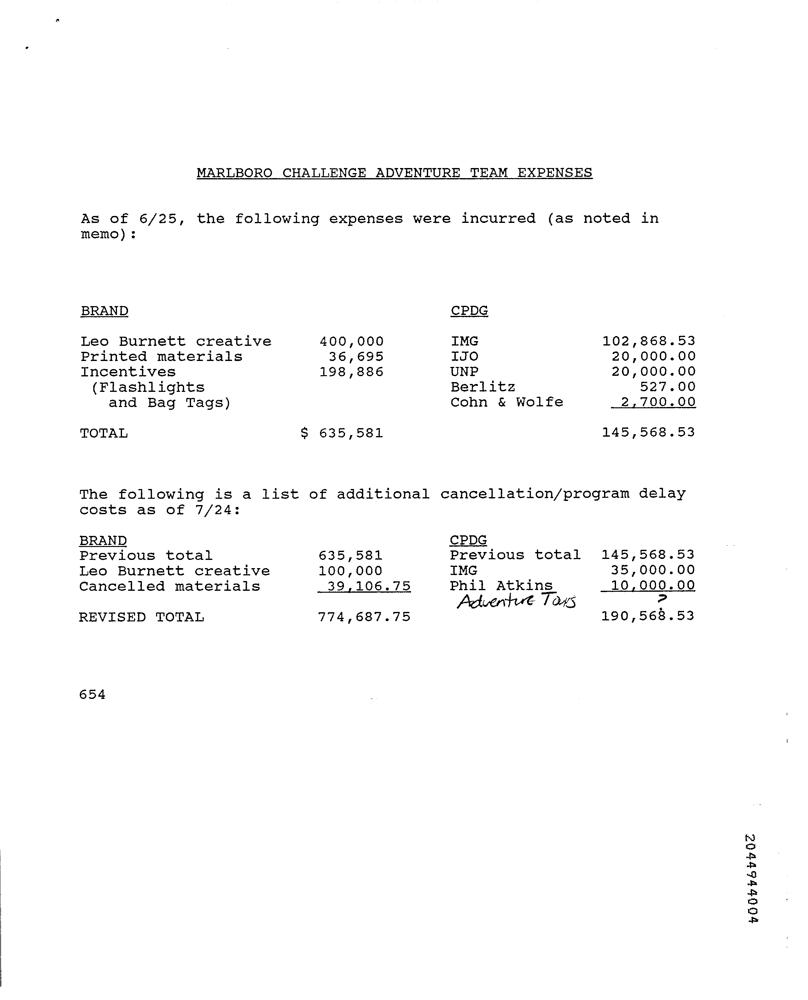 MARLBORO CHALLENGE ADVENTURE TEAM EXPENSES
As of 6/25, the following expenses were incurred (as noted in
memo):
BRAND CPDG
Leo Burnett creative 400,000 IMG 102,868.53
Printed materials 36,695 IJO 20,000.00
Incentives 198,886 UNP 20,000.00
(Flashlights Berlitz 527.00
and Bag Tags) Cohn & Wolfe 2,700.00
TOTAL $ 635,581 145,568.53
The following is a list of additional cancellation/program delay
costs as of 7/24:
BRAND CPDG
Previous total 635,581 Previous total 145,568.53
Leo Burnett creative 100,000 IMG 35,000.00
Cancelled materials 39,106.75 Phil Atkins 10,000.00
Adventure ?
REVISED TOTAL 774,687.75 190,568.53
654
2044944004